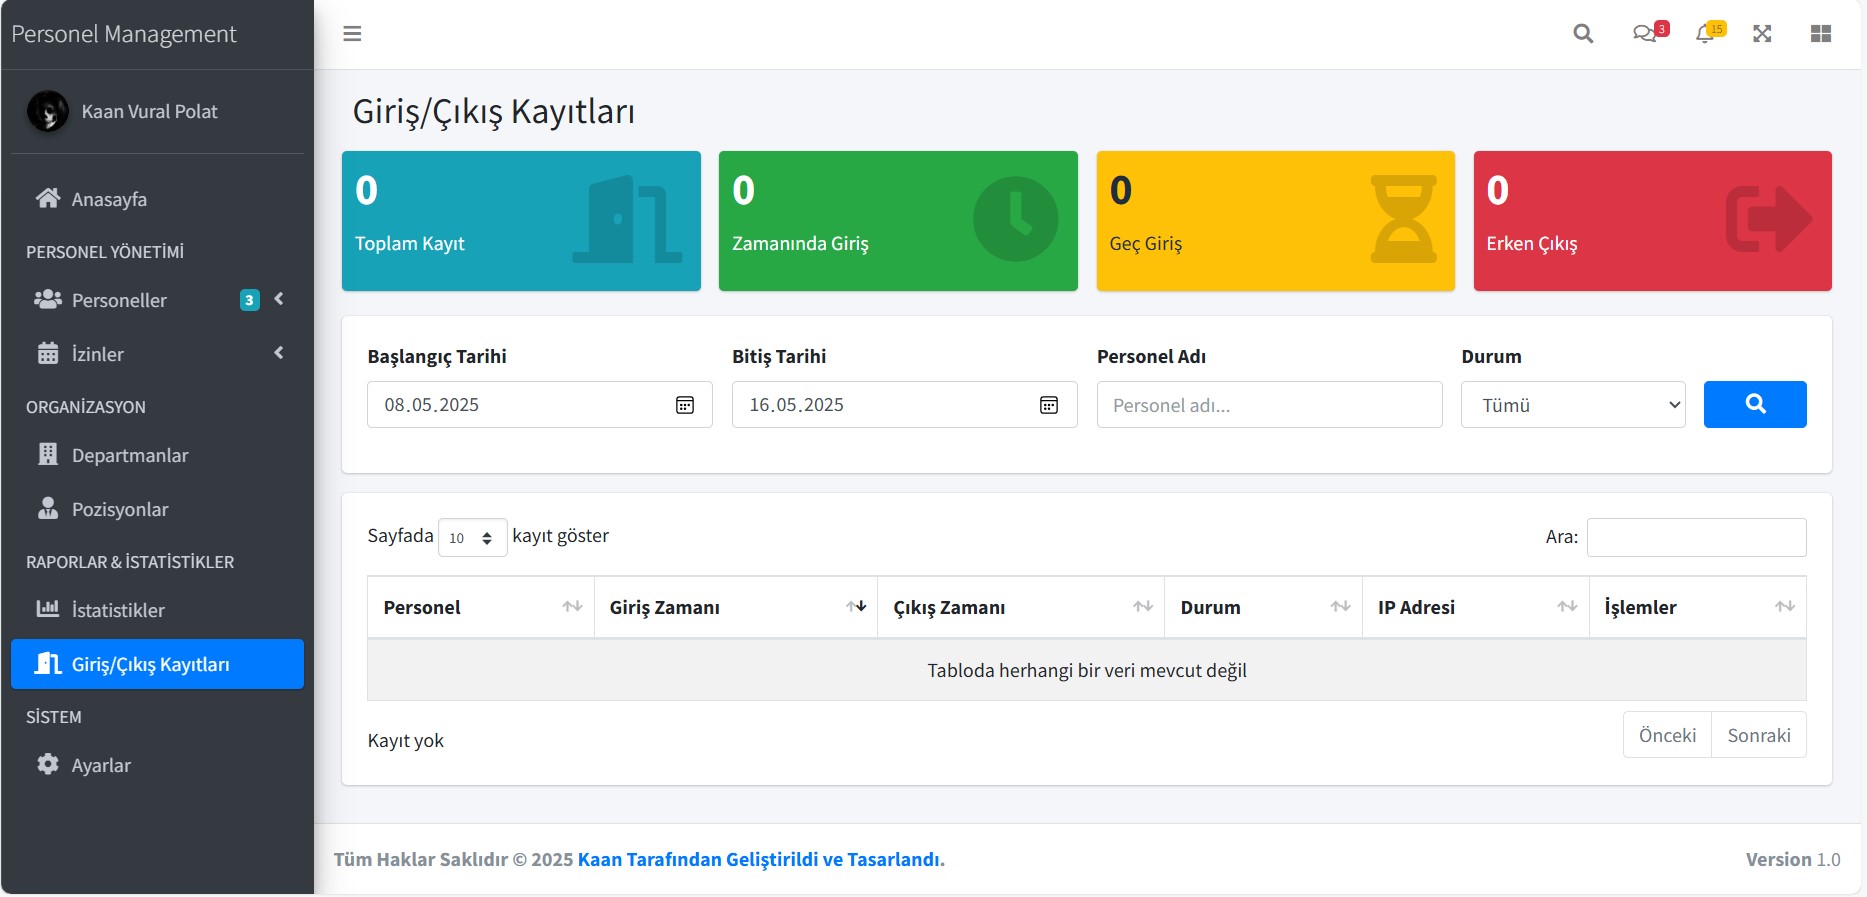 Personel Management
3
15
Kaan Vural Polat
Anasayfa
PERSONEL YÖNETİMİ
Personeller 3
İzinler
ORGANİZASYON
Departmanlar
Pozisyonlar
RAPORLAR & İSTATİSTİKLER
İstatistikler
Giriş/Çıkış Kayıtları
SİSTEM
Ayarlar
Giriş/Çıkış Kayıtları
0
Toplam Kayıt
0
Zamanında Giriş
0
Geç Giriş
0
Erken Çıkış
Başlangıç Tarihi
08.05.2025
Bitiş Tarihi
16.05.2025
Personel Adı
Personel adı...
Durum
Tümü
Sayfada 10 kayıt göster
Ara:
Personel Giriş Zamanı Çıkış Zamanı Durum IP Adresi İşlemler
Tabloda herhangi bir veri mevcut değil
Kayıt yok
Önceki Sonraki
Tüm Haklar Saklıdır © 2025 Kaan Tarafından Geliştirildi ve Tasarlandı.
Version 1.0